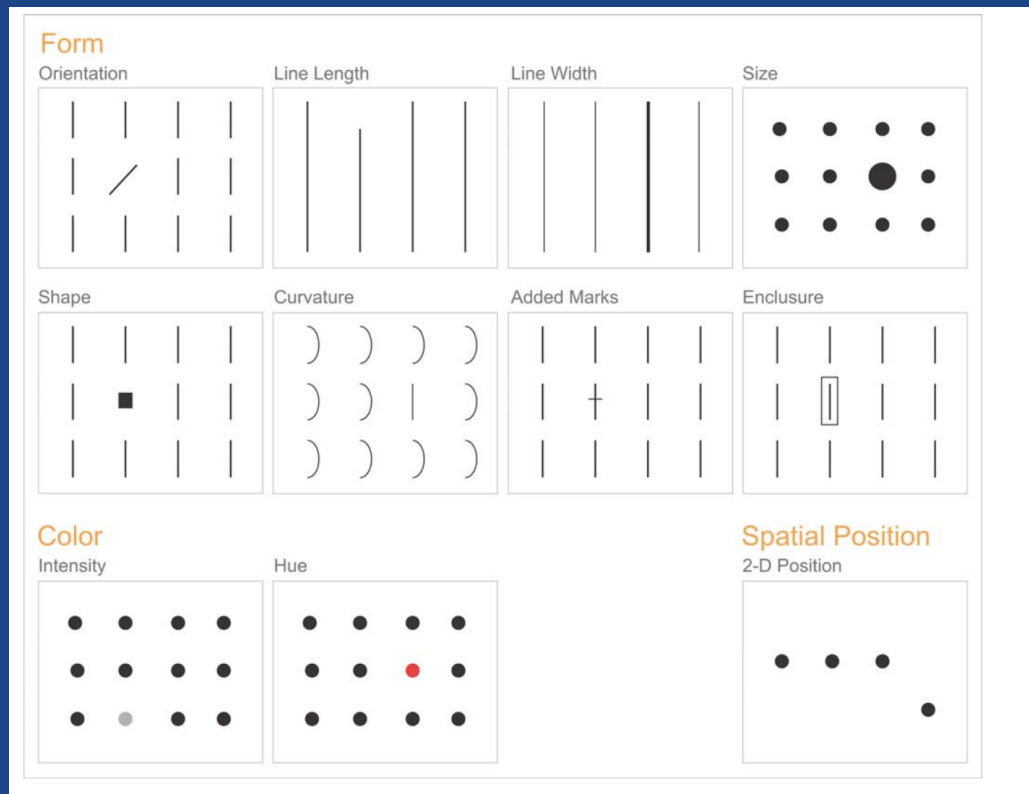 Form
Orientation
Line Length
Line Width
Size
Shape
Curvature
Added Marks
Enclusure
Color
Spatial Position
Intensity
Hue
2-D Position